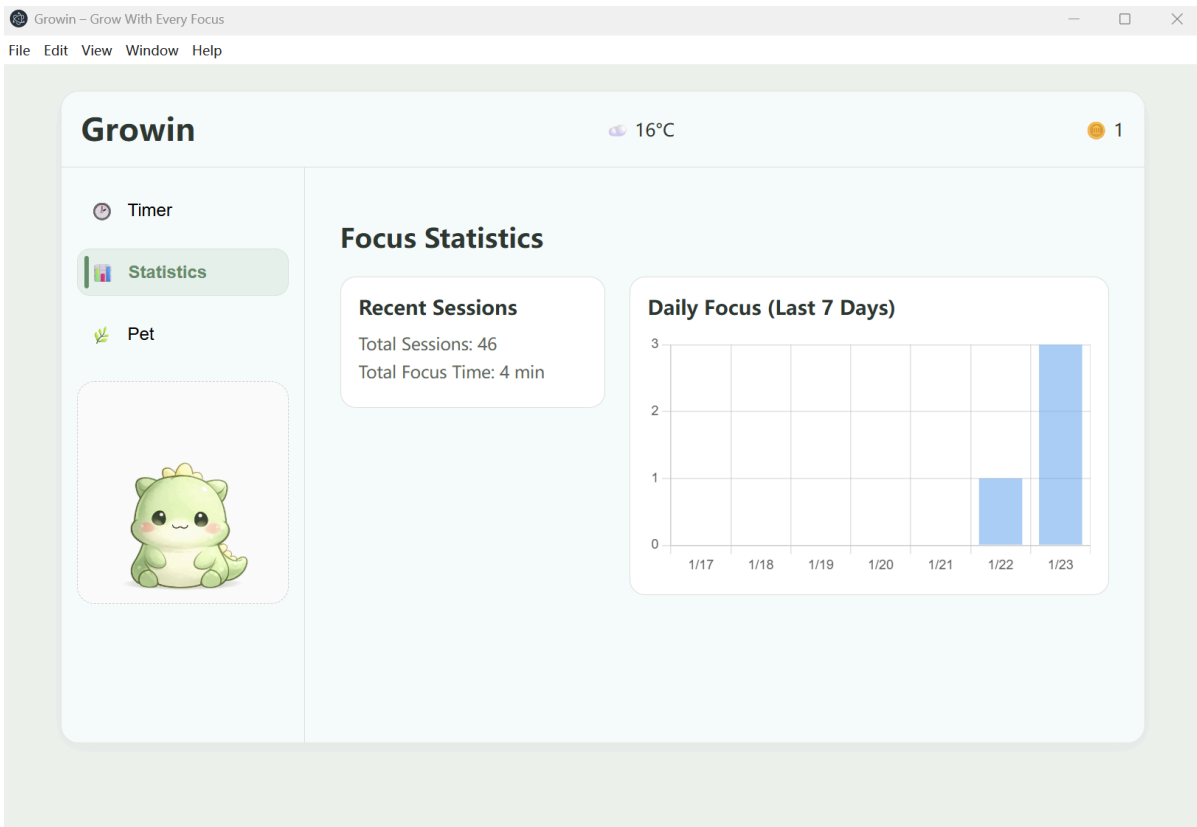 Growin – Grow With Every Focus
File Edit View Window Help
Growin
16°C
1
Timer
Statistics
Pet
Focus Statistics
Recent Sessions
Total Sessions: 46
Total Focus Time: 4 min
Daily Focus (Last 7 Days)
3
2
1
0
1/17 1/18 1/19 1/20 1/21 1/22 1/23